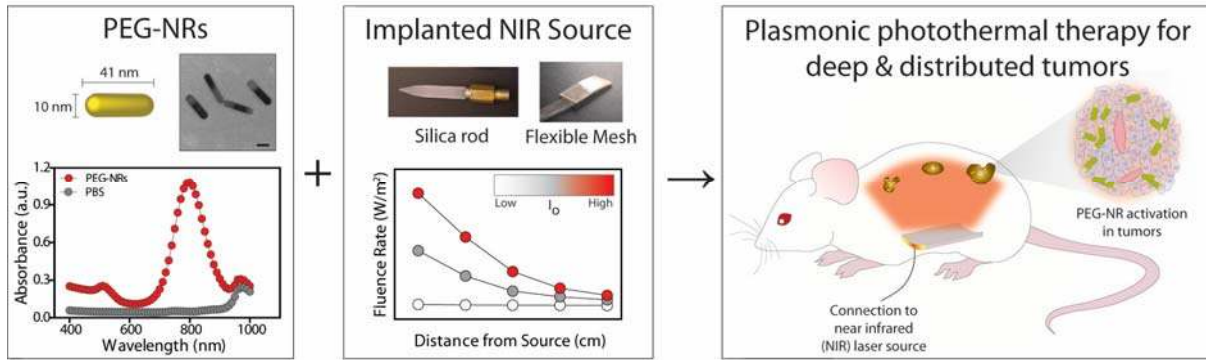 PEG-NRs
41 nm
10 nm
1.2
PEG-NRs
PBS
0.9
0.6
0.3
0.0
Absorbance (a.u.)
400
600
800
1000
Wavelength (nm)
+
Implanted NIR Source
Silica rod
Flexible Mesh
Low
I₀
High
Fluence Rate (W/m²)
Distance from Source (cm)
→
Plasmonic photothermal therapy for
deep & distributed tumors
PEG-NR activation
in tumors
Connection to
near infrared
(NIR) laser source